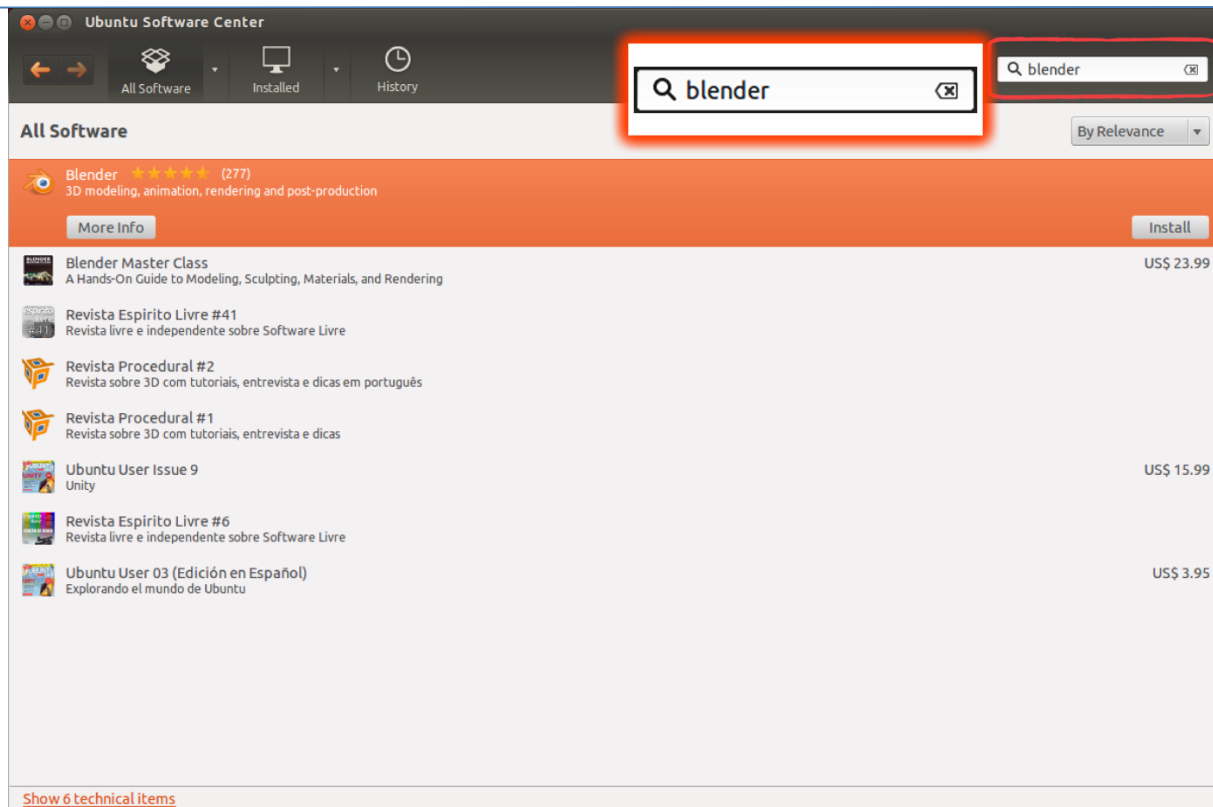 Ubuntu Software Center
All Software
Installed
History
blender
blender
All Software
By Relevance
Blender (277)
3D modeling, animation, rendering and post-production
More Info
Install
Blender Master Class
US$ 23.99
A Hands-On Guide to Modeling, Sculpting, Materials, and Rendering
Revista Espirito Livre #41
Revista livre e independente sobre Software Livre
Revista Procedural #2
Revista sobre 3D com tutoriais, entrevista e dicas em português
Revista Procedural #1
Revista sobre 3D com tutoriais, entrevista e dicas
Ubuntu User Issue 9
US$ 15.99
Unity
Revista Espirito Livre #6
Revista livre e independente sobre Software Livre
Ubuntu User 03 (Edición en Español)
US$ 3.95
Explorando el mundo de Ubuntu
Show 6 technical items